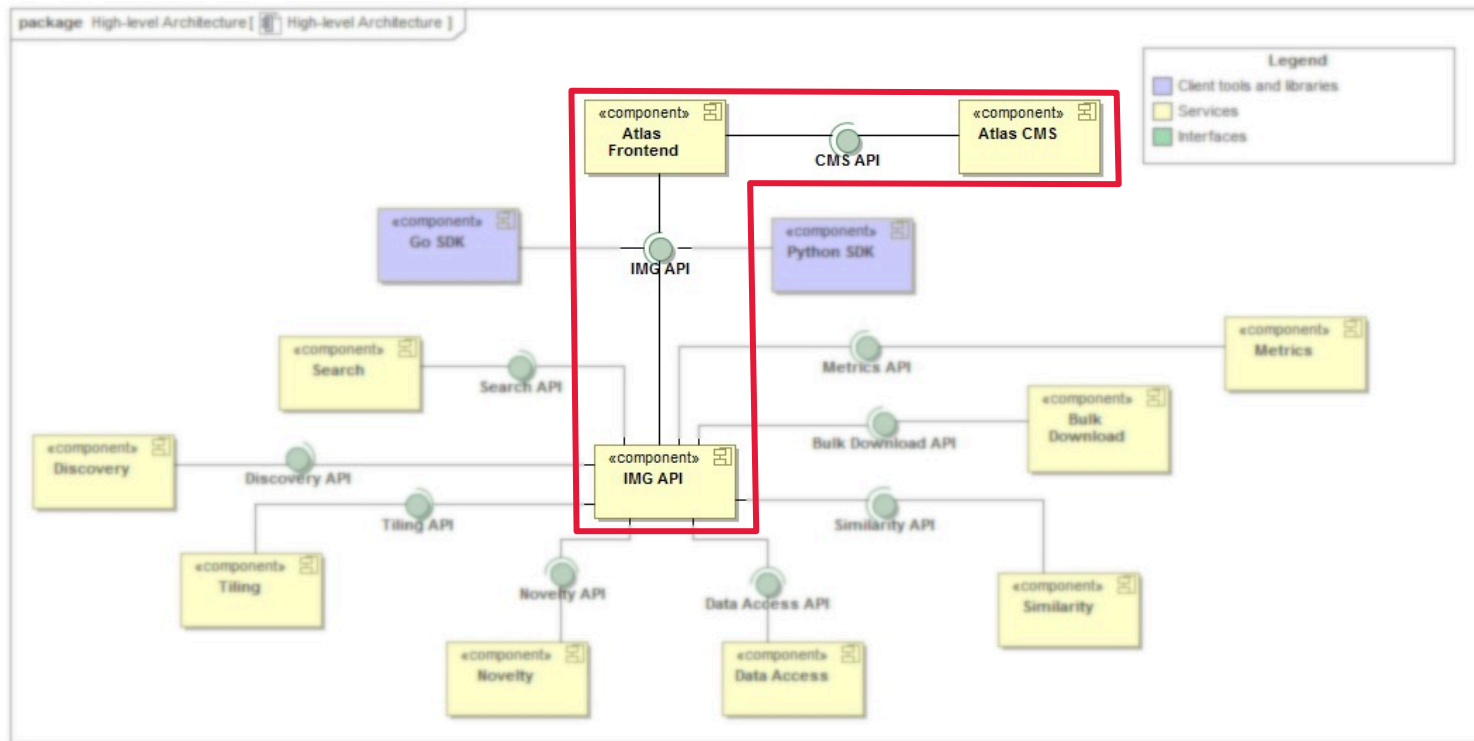 package High-level Architecture [ High-level Architecture ]
Legend
Client tools and libraries
Services
Interfaces
«component»
Atlas
Frontend
CMS API
«component»
Atlas CMS
«component»
Go SDK
IMG API
«component»
Python SDK
«component»
Search
Search API
Metrics API
«component»
Metrics
«component»
Bulk
Download
Bulk Download API
«component»
Discovery
Discovery API
«component»
IMG API
Tiling API
Similarity API
«component»
Tiling
Novelty API
Data Access API
«component»
Similarity
«component»
Novelty
«component»
Data Access